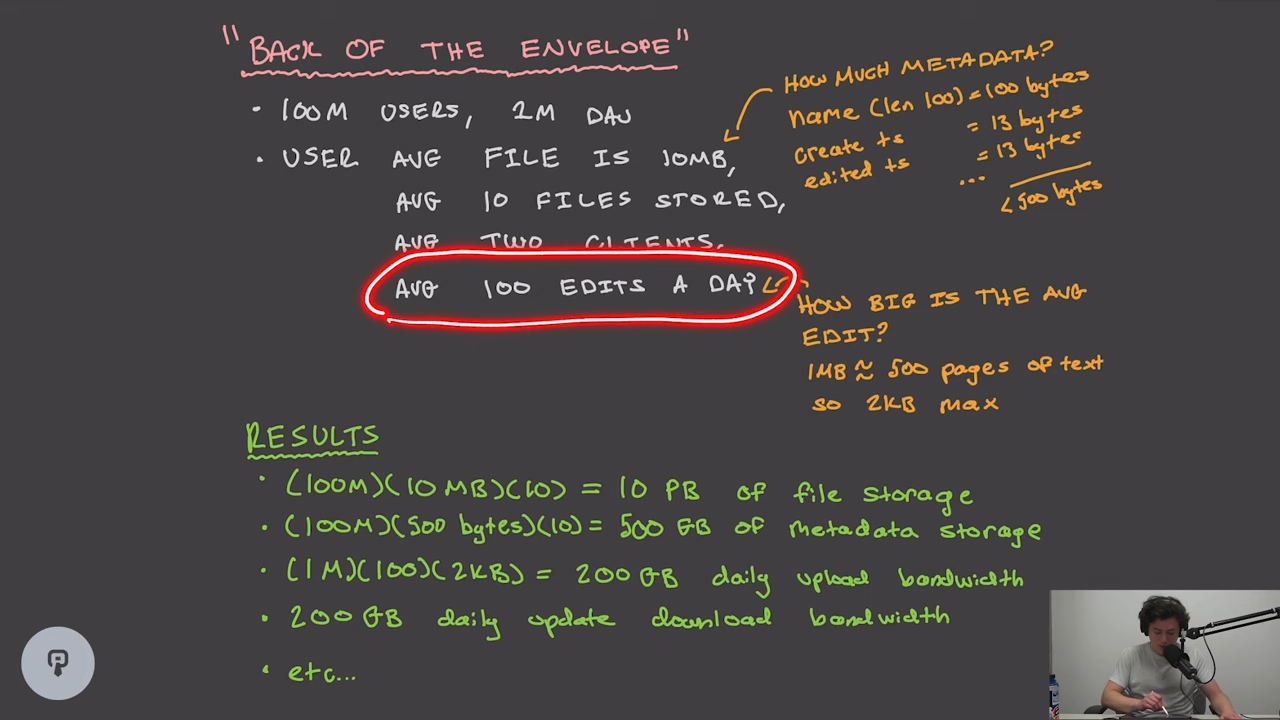 "BACK OF THE ENVELOPE"
• 100M USERS, 2M DAU
• USER AVG FILE IS 10MB,
AVG 10 FILES STORED,
AVG TWO CLIENTS,
AVG 100 EDITS A DAY
HOW MUCH METADATA?
name (len 100) = 100 bytes
create ts = 13 bytes
edited ts = 13 bytes
...
<500 bytes
HOW BIG IS THE AVG
EDIT?
1MB ≈ 500 pages of text
so 2KB max
RESULTS
• (100M)(10 MB)(10) = 10 PB of file storage
• (100M)(500 bytes)(10) = 500 GB of metadata storage
• (1M)(100)(2KB) = 200 GB daily upload bandwidth
• 200 GB daily update download bandwidth
• etc...